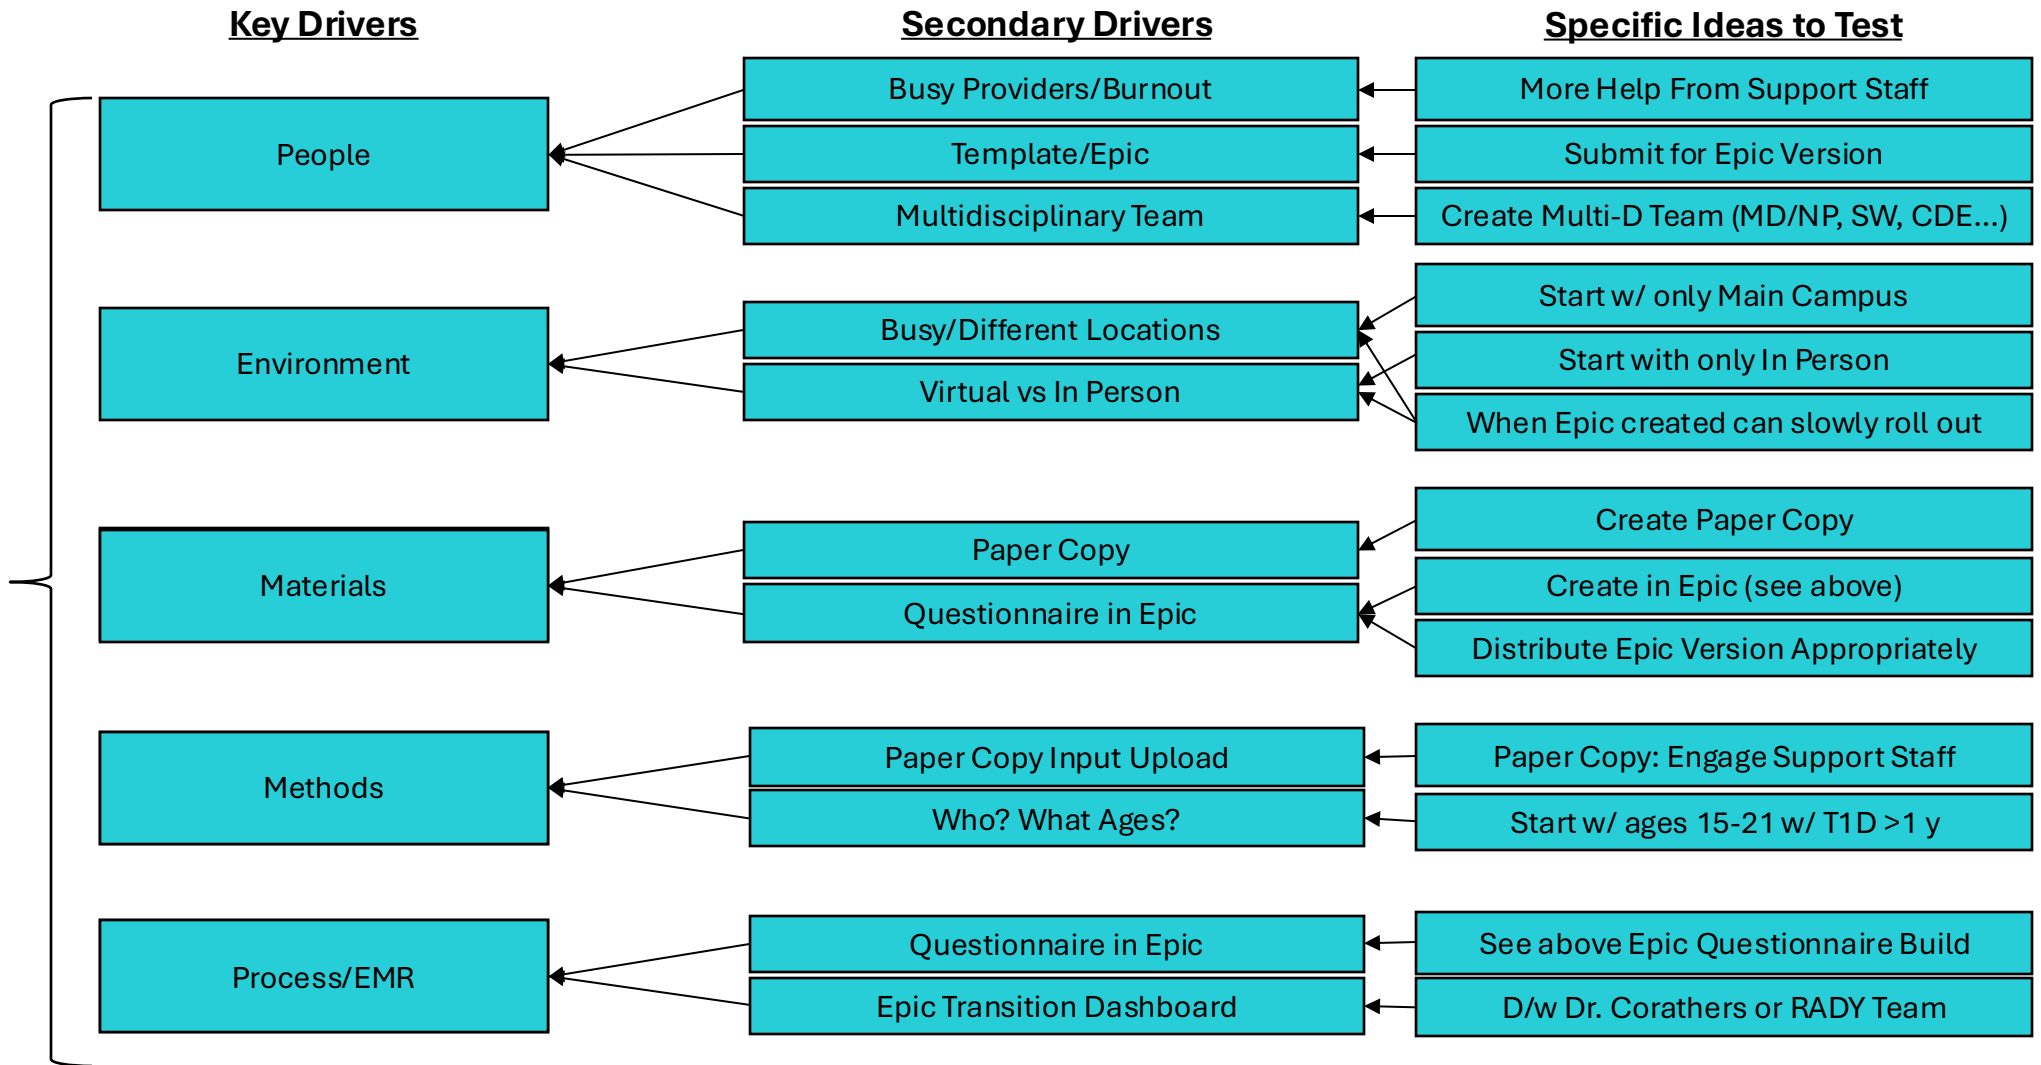 Key Drivers
Secondary Drivers
Specific Ideas to Test
People
Busy Providers/Burnout
More Help From Support Staff
Template/Epic
Submit for Epic Version
Multidisciplinary Team
Create Multi-D Team (MD/NP, SW, CDE...)
Environment
Busy/Different Locations
Start w/ only Main Campus
Virtual vs In Person
Start with only In Person
When Epic created can slowly roll out
Materials
Paper Copy
Create Paper Copy
Questionnaire in Epic
Create in Epic (see above)
Distribute Epic Version Appropriately
Methods
Paper Copy Input Upload
Paper Copy: Engage Support Staff
Who? What Ages?
Start w/ ages 15-21 w/ T1D >1 y
Process/EMR
Questionnaire in Epic
See above Epic Questionnaire Build
Epic Transition Dashboard
D/w Dr. Corathers or RADY Team